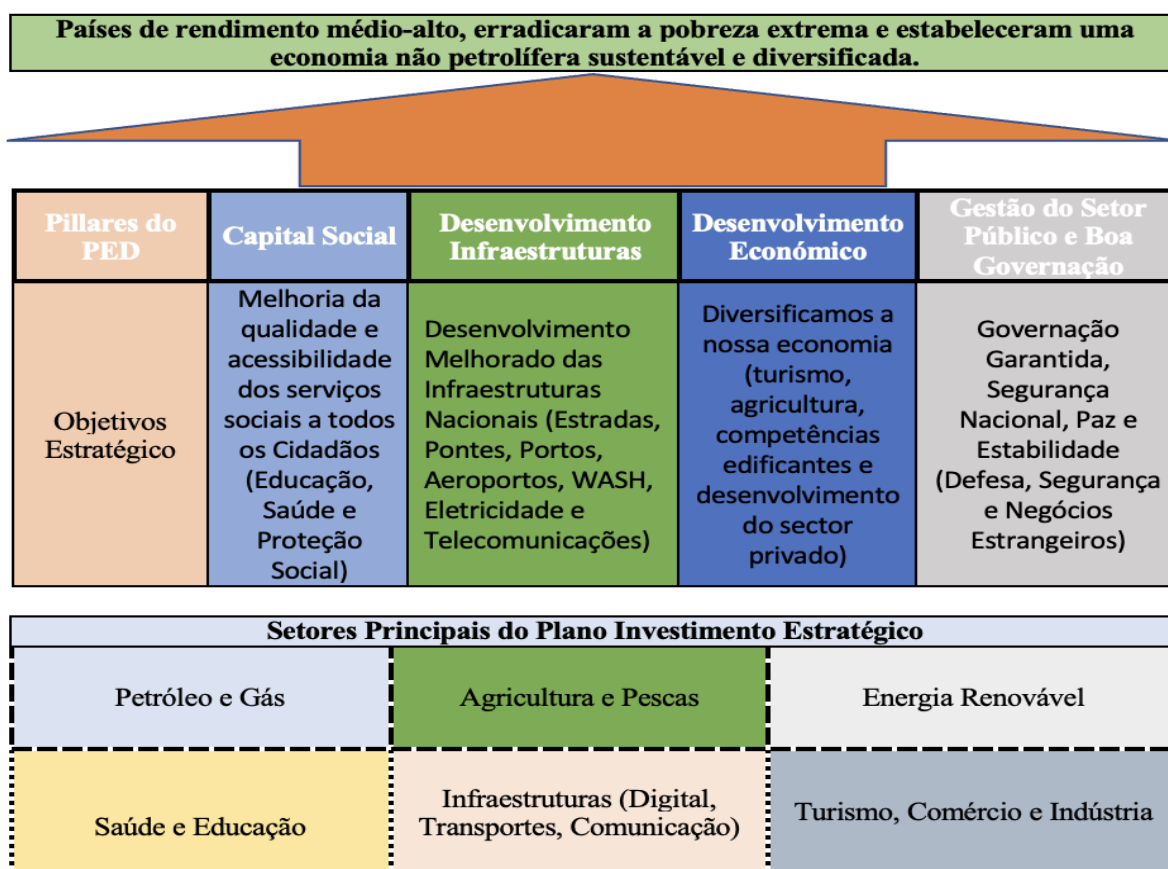 Países de rendimento médio-alto, erradicaram a pobreza extrema e estabeleceram uma
economia não petrolífera sustentável e diversificada.
Pillares do
PED
Capital Social
Desenvolvimento
Infraestruturas
Desenvolvimento
Económico
Gestão do Setor
Público e Boa
Governação
Objetivos
Estratégico
Melhoria da
qualidade e
acessibilidade
dos serviços
sociais a todos
os Cidadãos
(Educação,
Saúde e
Proteção
Social)
Desenvolvimento
Melhorado das
Infraestruturas
Nacionais (Estradas,
Pontes, Portos,
Aeroportos, WASH,
Eletricidade e
Telecomunicações)
Diversificamos a
nossa economia
(turismo,
agricultura,
competências
edificantes e
desenvolvimento
do sector
privado)
Governação
Garantida,
Segurança
Nacional, Paz e
Estabilidade
(Defesa, Segurança
e Negócios
Estrangeiros)
Setores Principais do Plano Investimento Estratégico
Petróleo e Gás
Agricultura e Pescas
Energia Renovável
Saúde e Educação
Infraestruturas (Digital,
Transportes, Comunicação)
Turismo, Comércio e Indústria